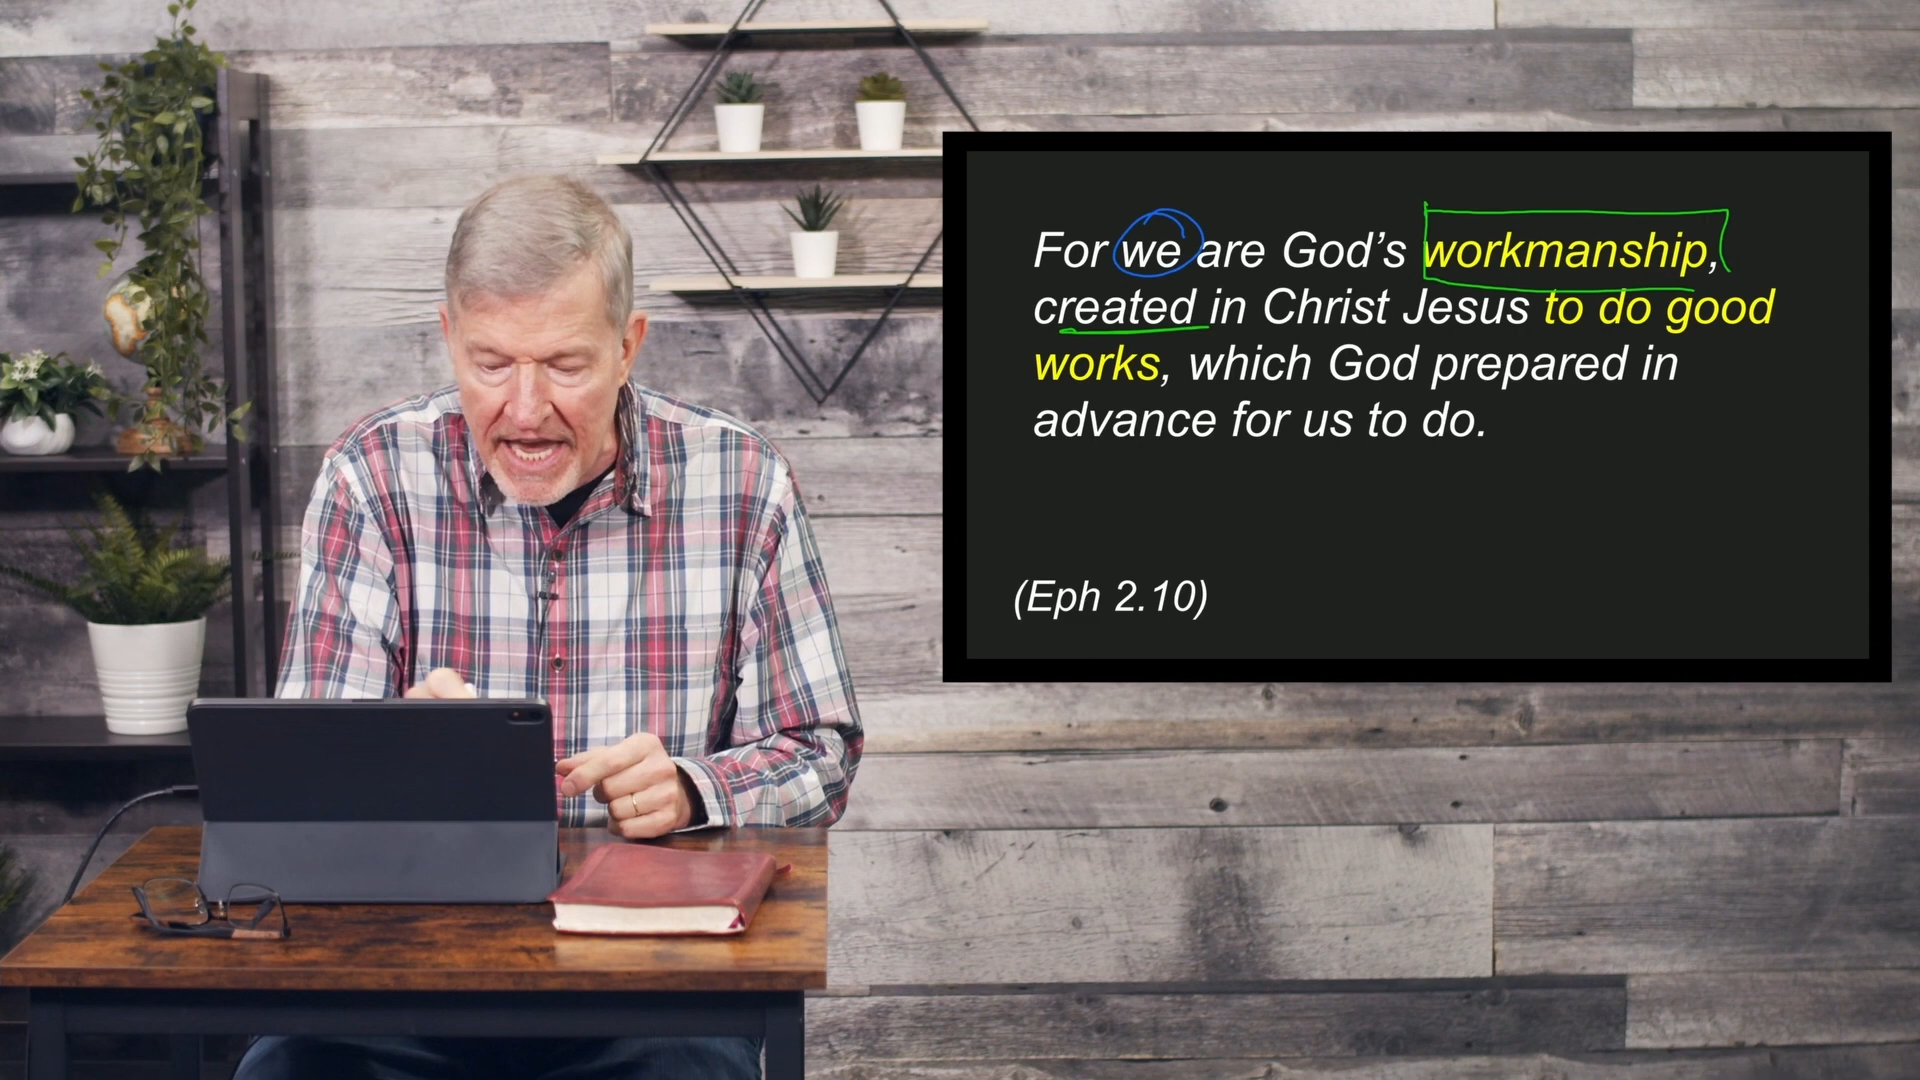 For we are God’s workmanship,
created in Christ Jesus to do good
works, which God prepared in
advance for us to do.
(Eph 2.10)